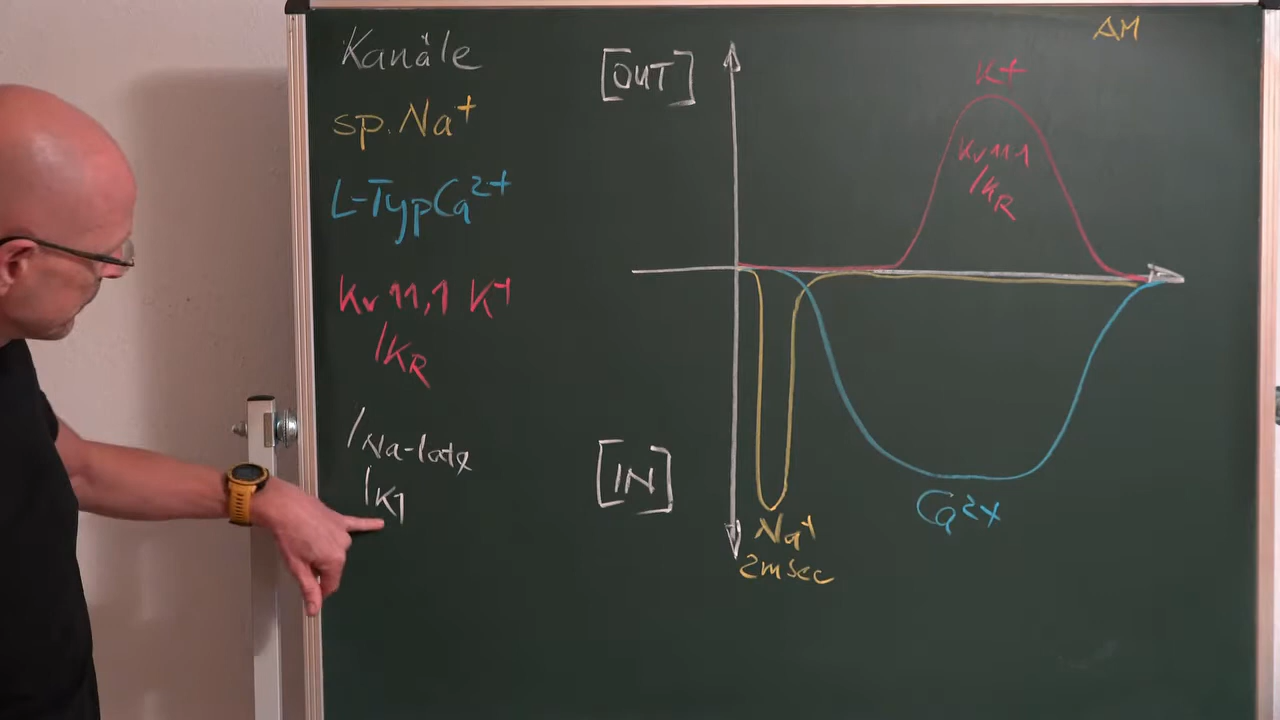 Kanäle
sp. Na+
L-Typ Ca2+
Kv 11,1 K+
IKR
INa-late
IK1
[OUT]
[IN]
AM
K+
Kv 11.1
IKR
Na+
2msec
Ca2+